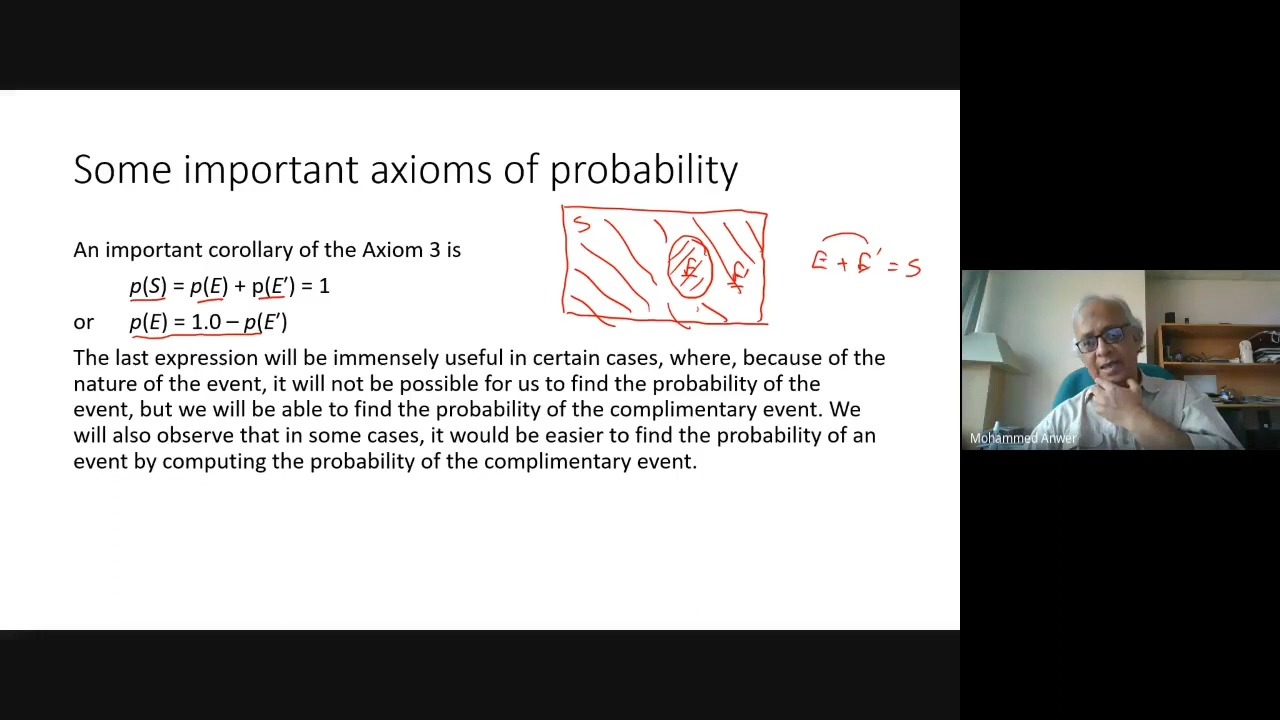 Some important axioms of probability
An important corollary of the Axiom 3 is
p(S) = p(E) + p(E′) = 1
or p(E) = 1.0 – p(E′)
The last expression will be immensely useful in certain cases, where, because of the
nature of the event, it will not be possible for us to find the probability of the
event, but we will be able to find the probability of the complimentary event. We
will also observe that in some cases, it would be easier to find the probability of an
event by computing the probability of the complimentary event.
S
E
E + E′ = S
Mohammed Anwer